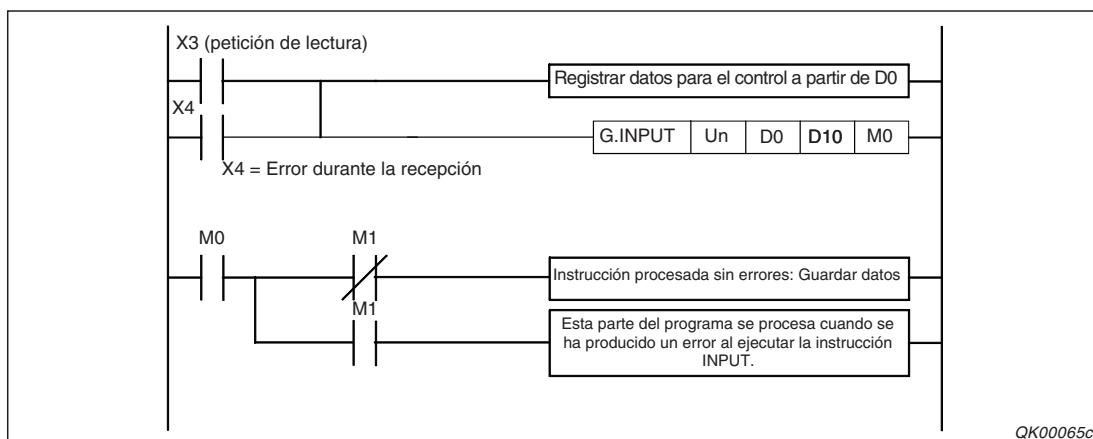 X3 (petición de lectura)
Registrar datos para el control a partir de D0
X4
G.INPUT Un D0 D10 M0
X4 = Error durante la recepción
M0 M1
Instrucción procesada sin errores: Guardar datos
M1
Esta parte del programa se procesa cuando se
ha producido un error al ejecutar la instrucción
INPUT.
QK00065c